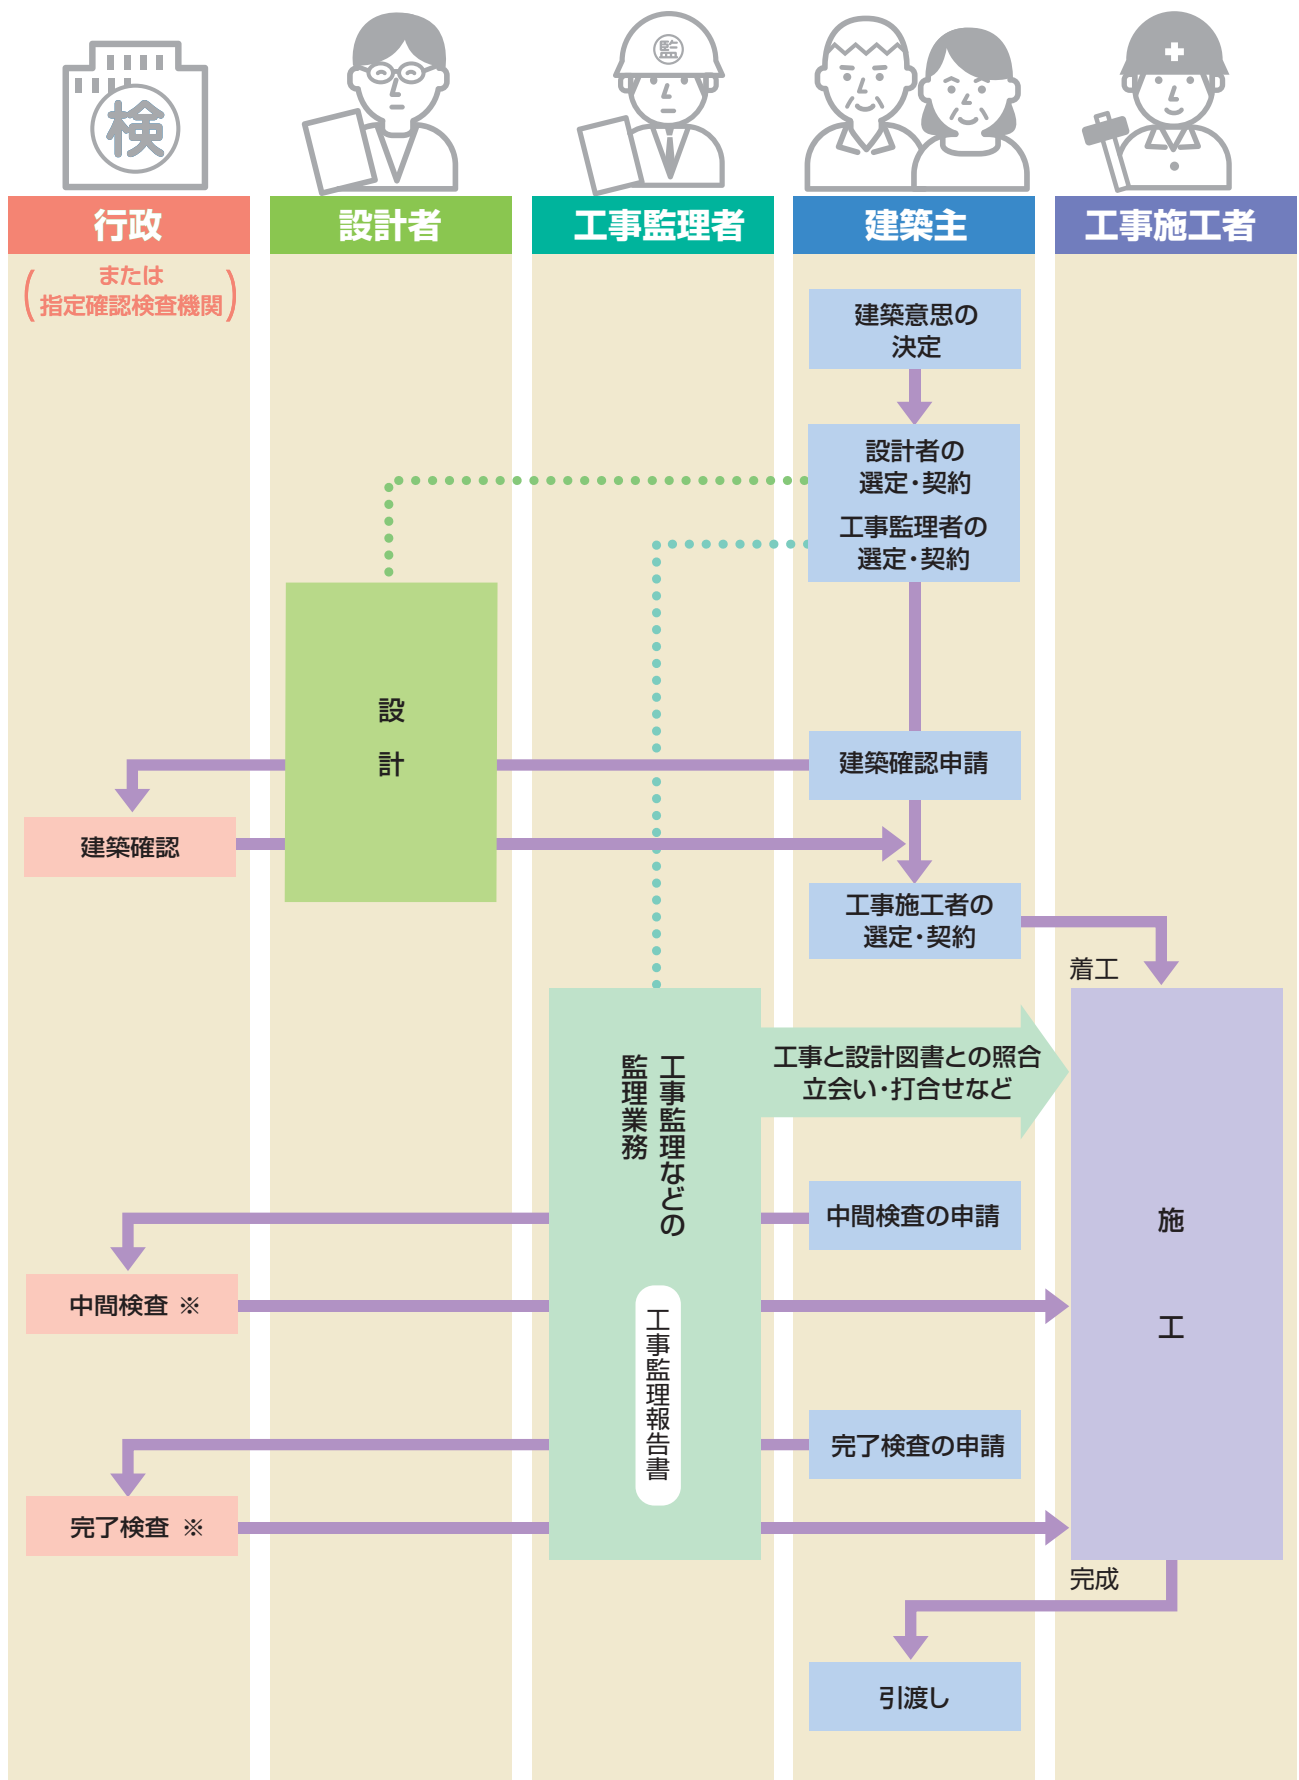 検
監
行政
設計者
工事監理者
建築主
工事施工者
(または
指定確認検査機関)
建築意思の
決定
設計者の
選定・契約
工事監理者の
選定・契約
設
計
建築確認申請
建築確認
工事施工者の
選定・契約
着工
工事と設計図書との照合
立会い・打合せなど
工事監理などの
監理業務
中間検査の申請
施
工
中間検査 ※
工事監理報告書
完了検査の申請
完了検査 ※
完成
引渡し